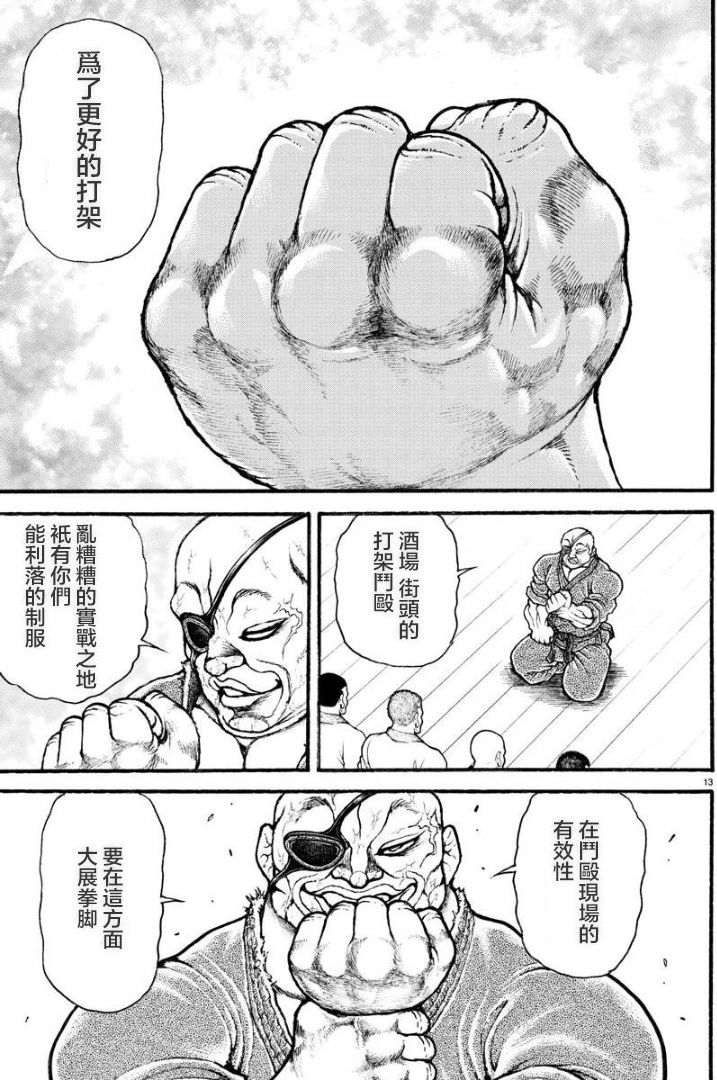 爲了更好的打架
酒場 街頭的
打架鬥毆
亂糟糟的實戰之地
衹有你們
能利落的制服
13
在鬥毆現場的
有效性
要在這方面
大展拳脚